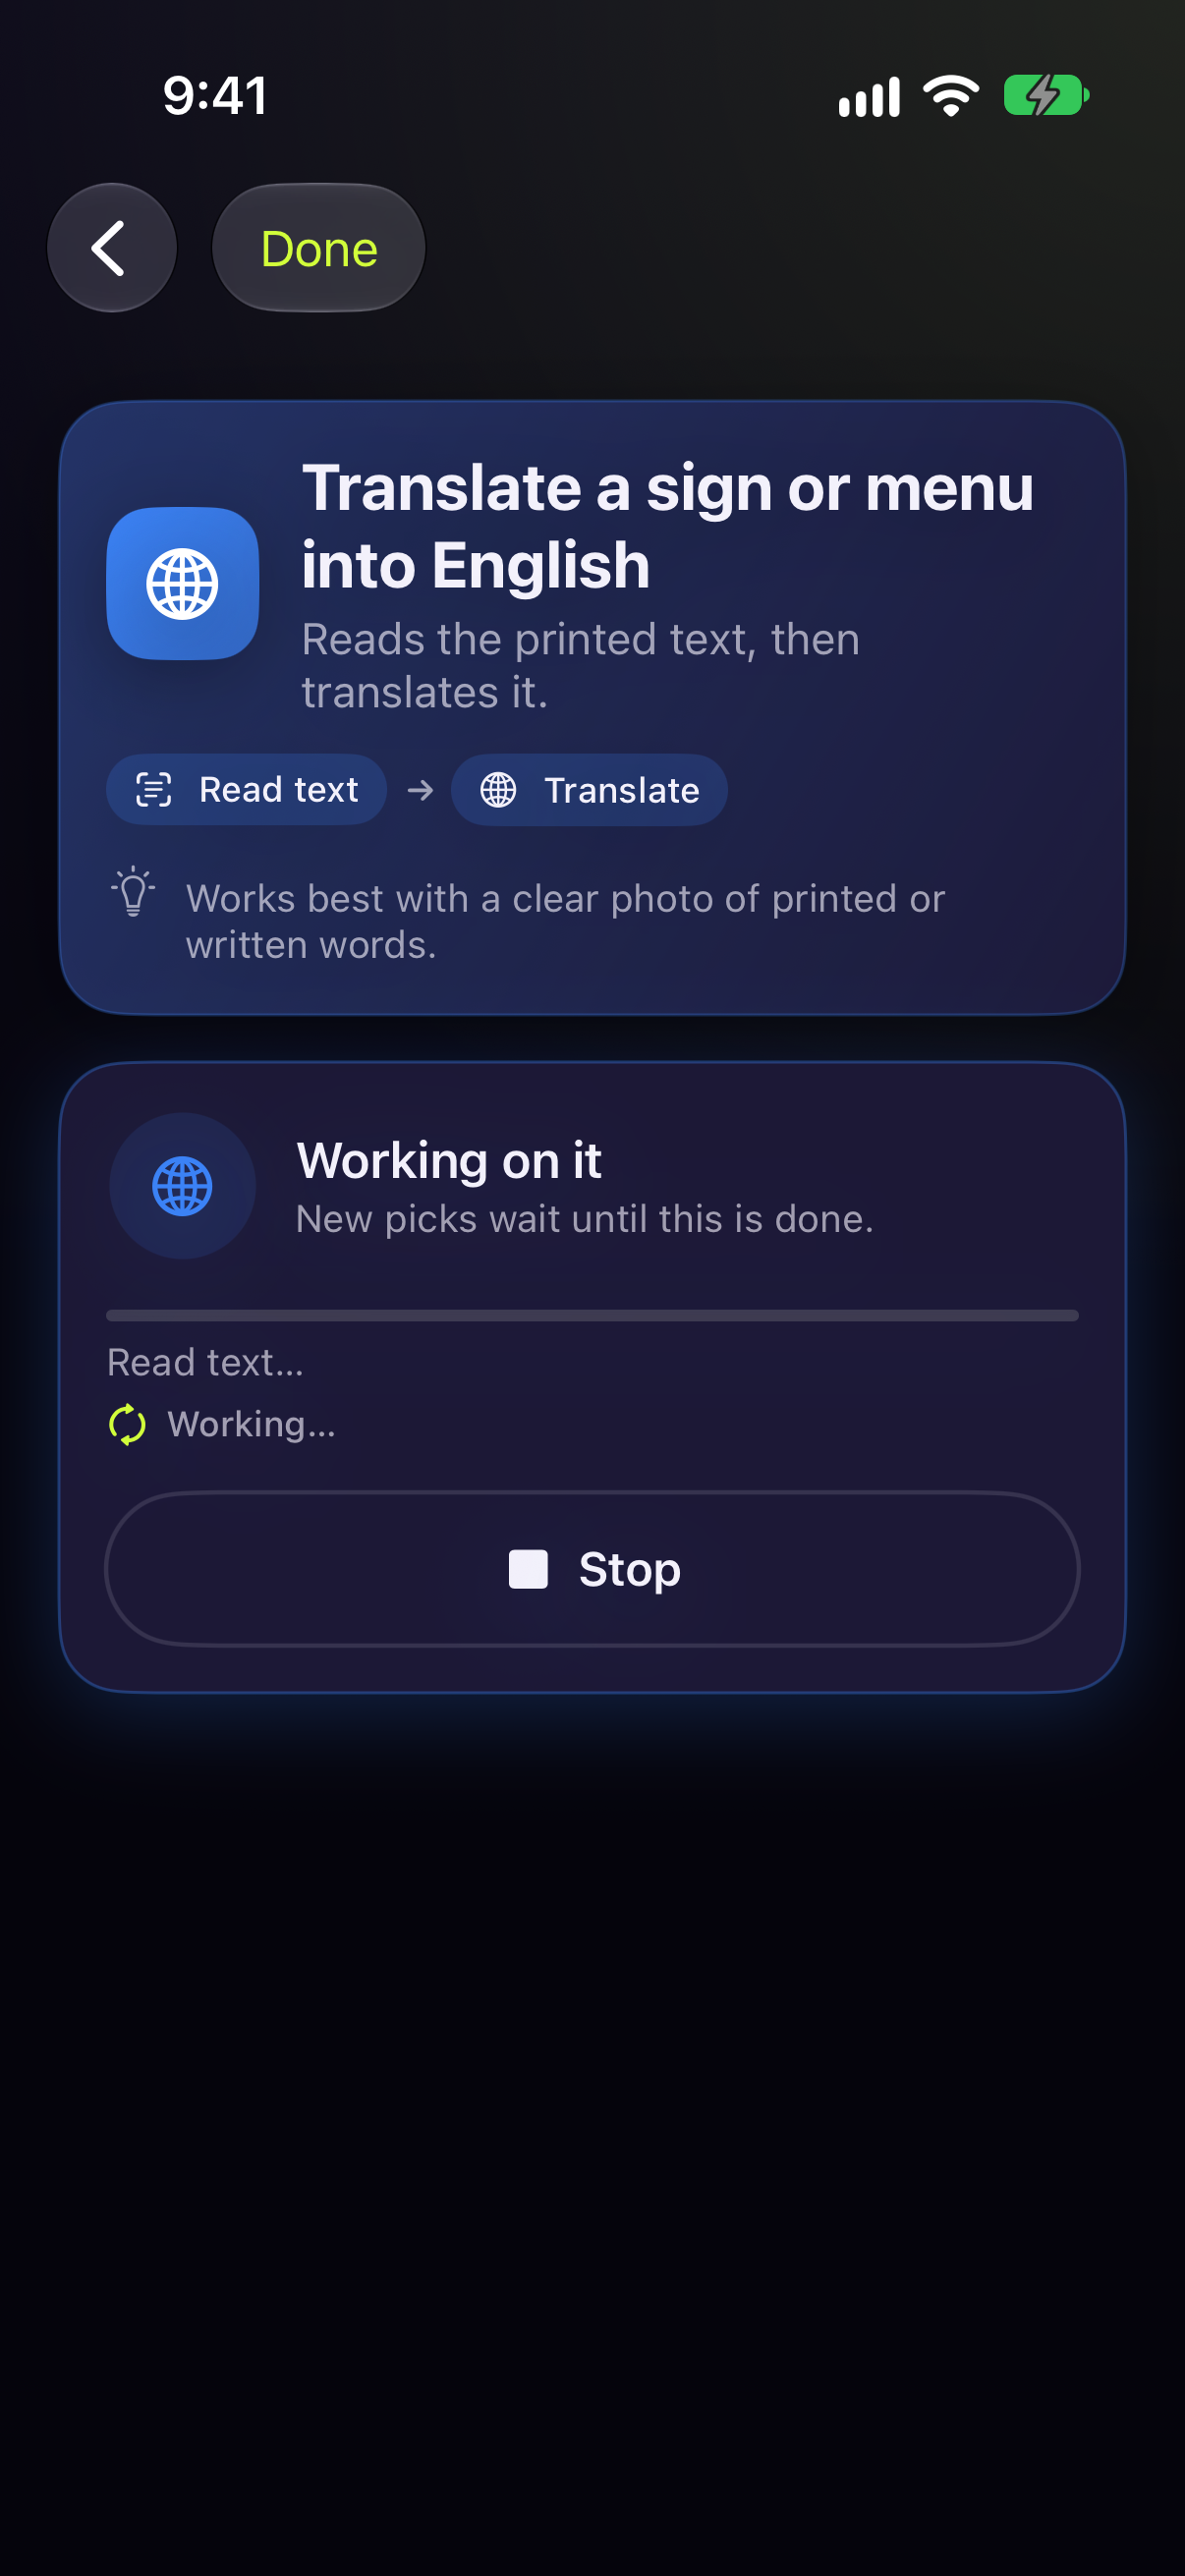 9:41
Done
Translate a sign or menu
into English
Reads the printed text, then
translates it.
Read text → Translate
Works best with a clear photo of printed or
written words.
Working on it
New picks wait until this is done.
Read text...
Working...
Stop